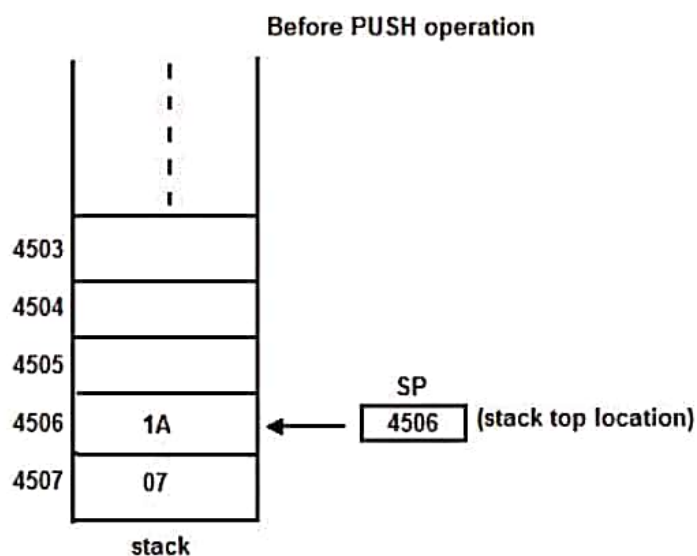 Before PUSH operation
4503
4504
4505
SP
4506 1A 4506 (stack top location)
4507 07
stack